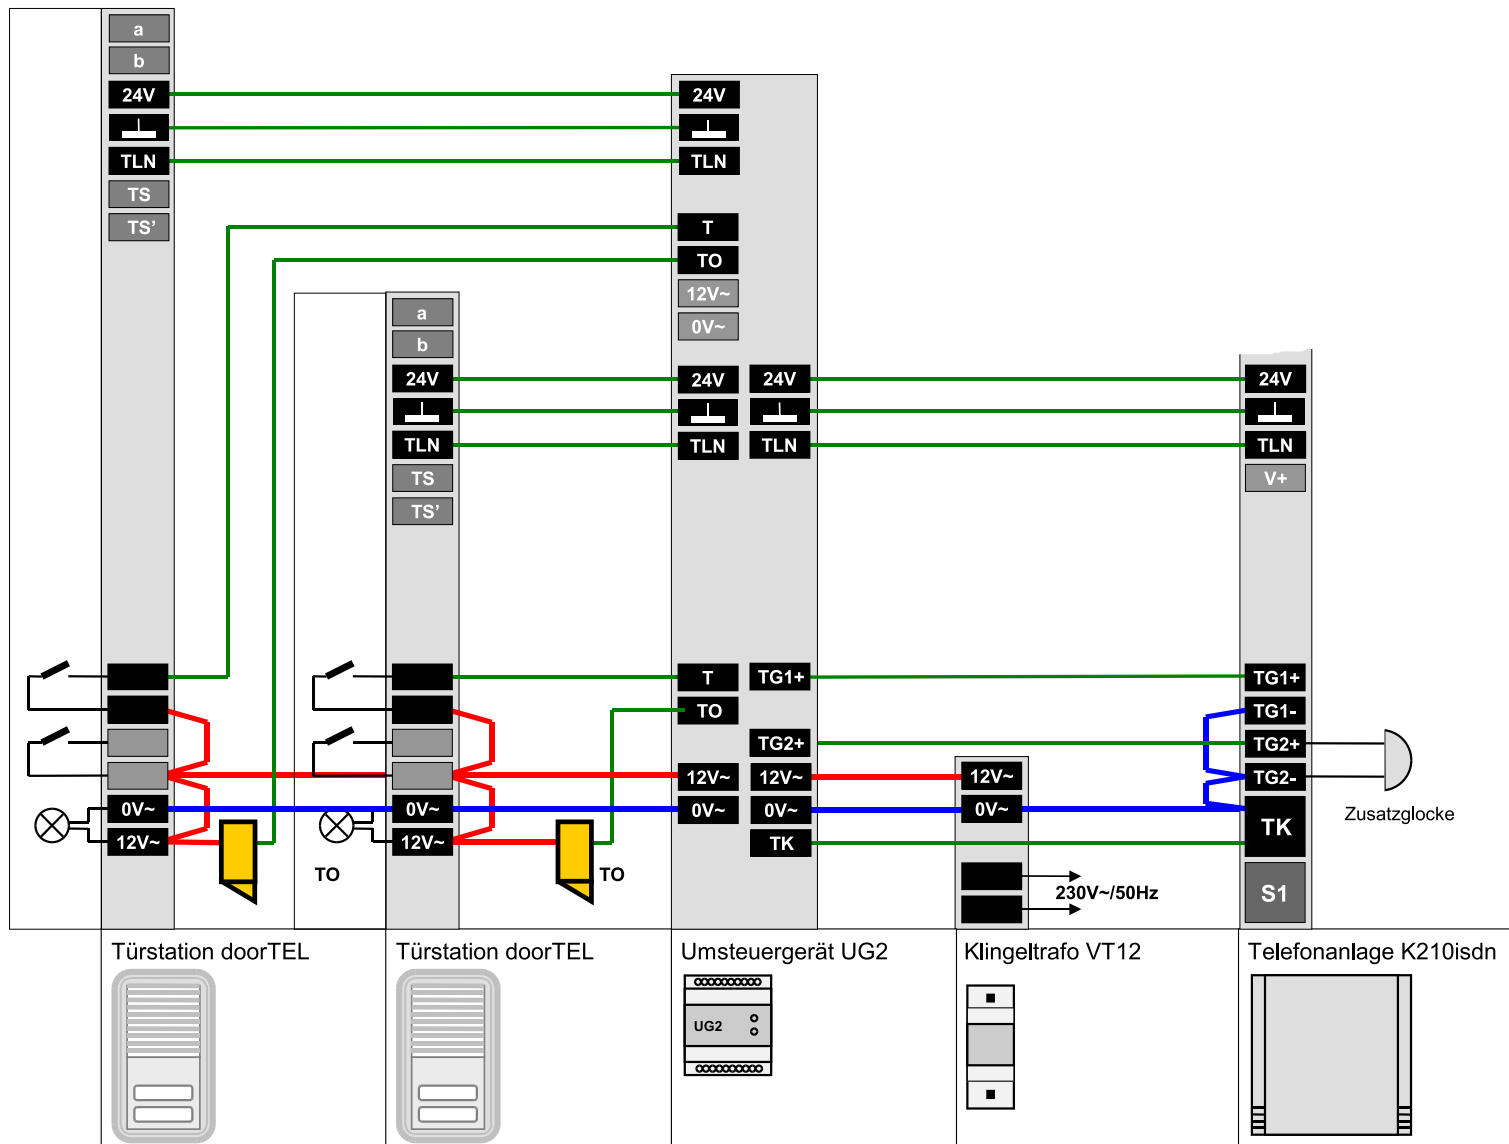 a
b
24V
TLN
TS
TS'
0V~
12V~
TO
a
b
24V
TLN
TS
TS'
0V~
12V~
TO
24V
TLN
T
TO
12V~
0V~
24V
TLN
T
TO
12V~
0V~
24V
TLN
TG1+
TG2+
12V~
0V~
TK
12V~
0V~
230V~/50Hz
24V
TLN
V+
TG1+
TG1-
TG2+
TG2-
TK
S1
Zusatzglocke
Türstation doorTEL
Türstation doorTEL
Umsteuergerät UG2
Klingeltrafo VT12
Telefonanlage K210isdn
UG2